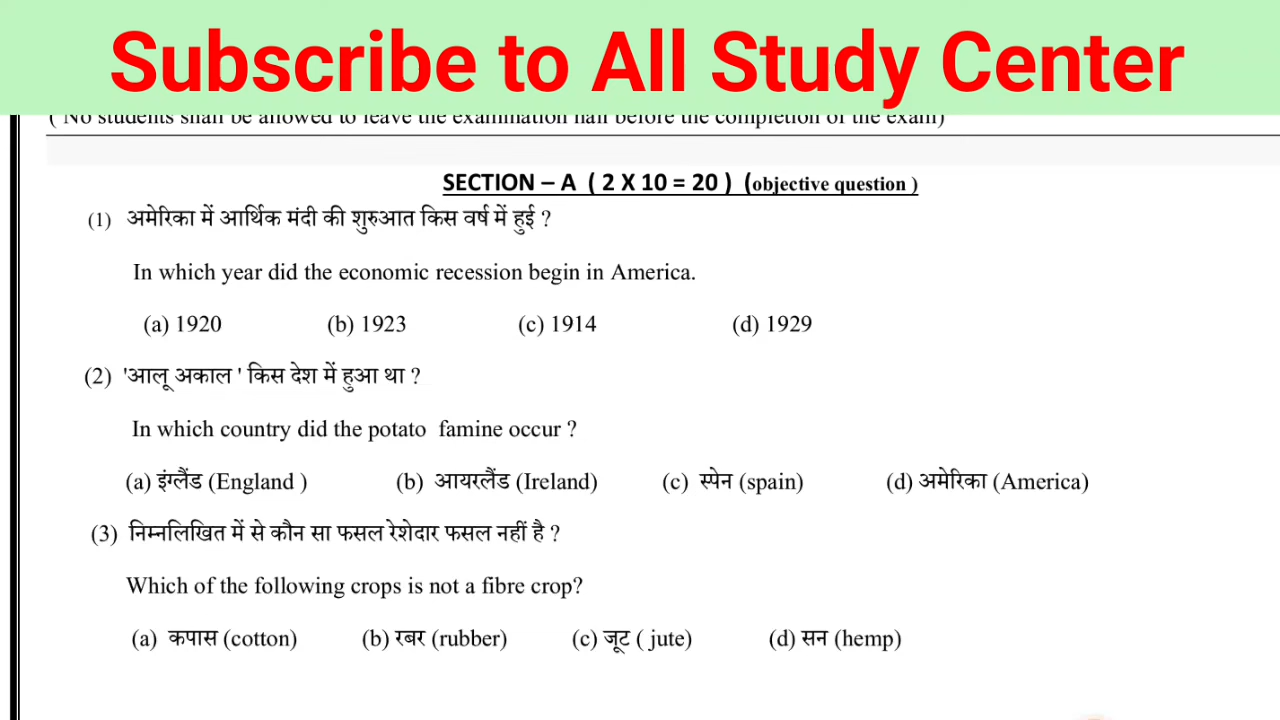 Subscribe to All Study Center
( No students shall be allowed to leave the examination hall before the completion of the exam)
SECTION – A ( 2 X 10 = 20 ) (objective question )
(1) अमेरिका में आर्थिक मंदी की शुरुआत किस वर्ष में हुई ?
In which year did the economic recession begin in America.
(a) 1920 (b) 1923 (c) 1914 (d) 1929
(2) 'आलू अकाल ' किस देश में हुआ था ?
In which country did the potato famine occur ?
(a) इंग्लैंड (England ) (b) आयरलैंड (Ireland) (c) स्पेन (spain) (d) अमेरिका (America)
(3) निम्नलिखित में से कौन सा फसल रेशेदार फसल नहीं है ?
Which of the following crops is not a fibre crop?
(a) कपास (cotton) (b) रबर (rubber) (c) जूट ( jute) (d) सन (hemp)